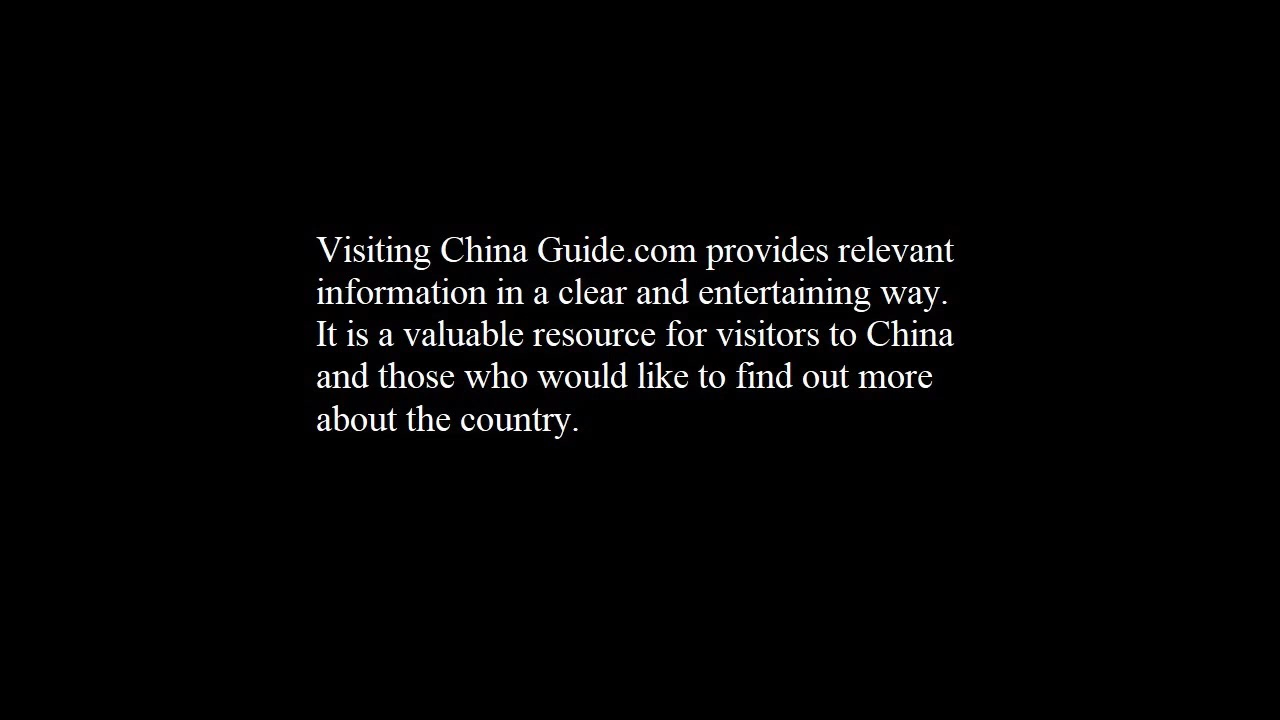 Visiting China Guide.com provides relevant
information in a clear and entertaining way.
It is a valuable resource for visitors to China
and those who would like to find out more
about the country.